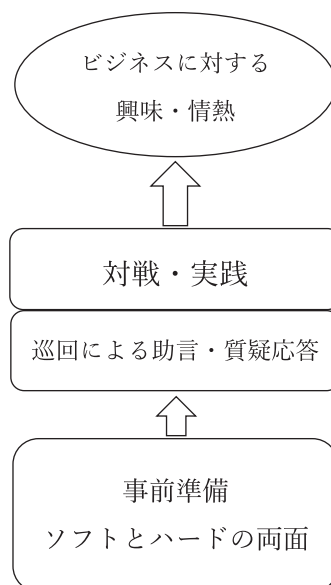 ビジネスに対する
興味・情熱
対戦・実践
巡回による助言・質疑応答
事前準備
ソフトとハードの両面